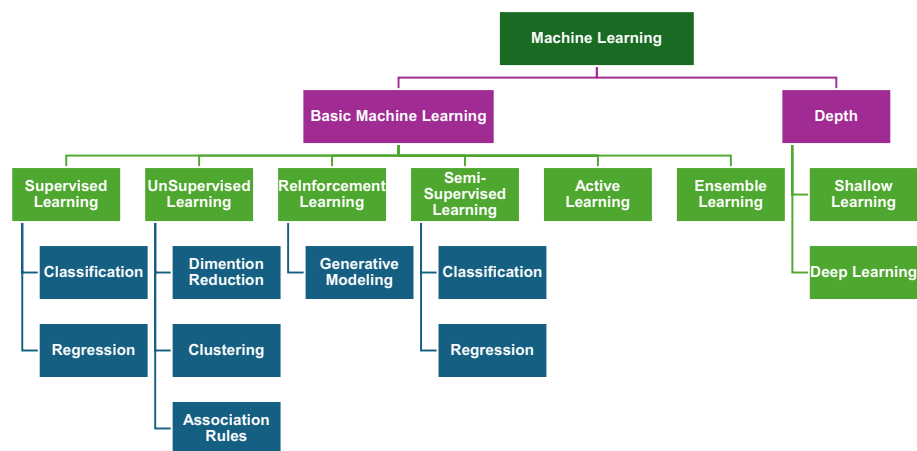 Machine Learning
Basic Machine Learning
Depth
Supervised
Learning
UnSupervised
Learning
Relnforcement
Learning
Semi-
Supervised
Learning
Active
Learning
Ensemble
Learning
Shallow
Learning
Classification
Dimention
Reduction
Generative
Modeling
Classification
Deep Learning
Regression
Clustering
Regression
Association
Rules